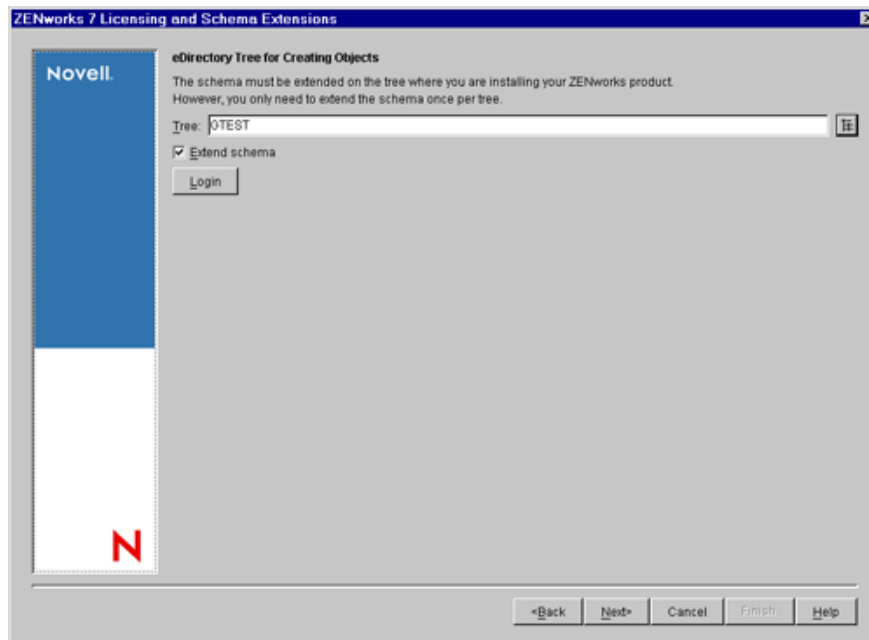 ZENworks 7 Licensing and Schema Extensions
Novell.
eDirectory Tree for Creating Objects
The schema must be extended on the tree where you are installing your ZENworks product.
However, you only need to extend the schema once per tree.
Tree: GTEST
Extend schema
Login
N
<Back Next> Cancel Finish Help